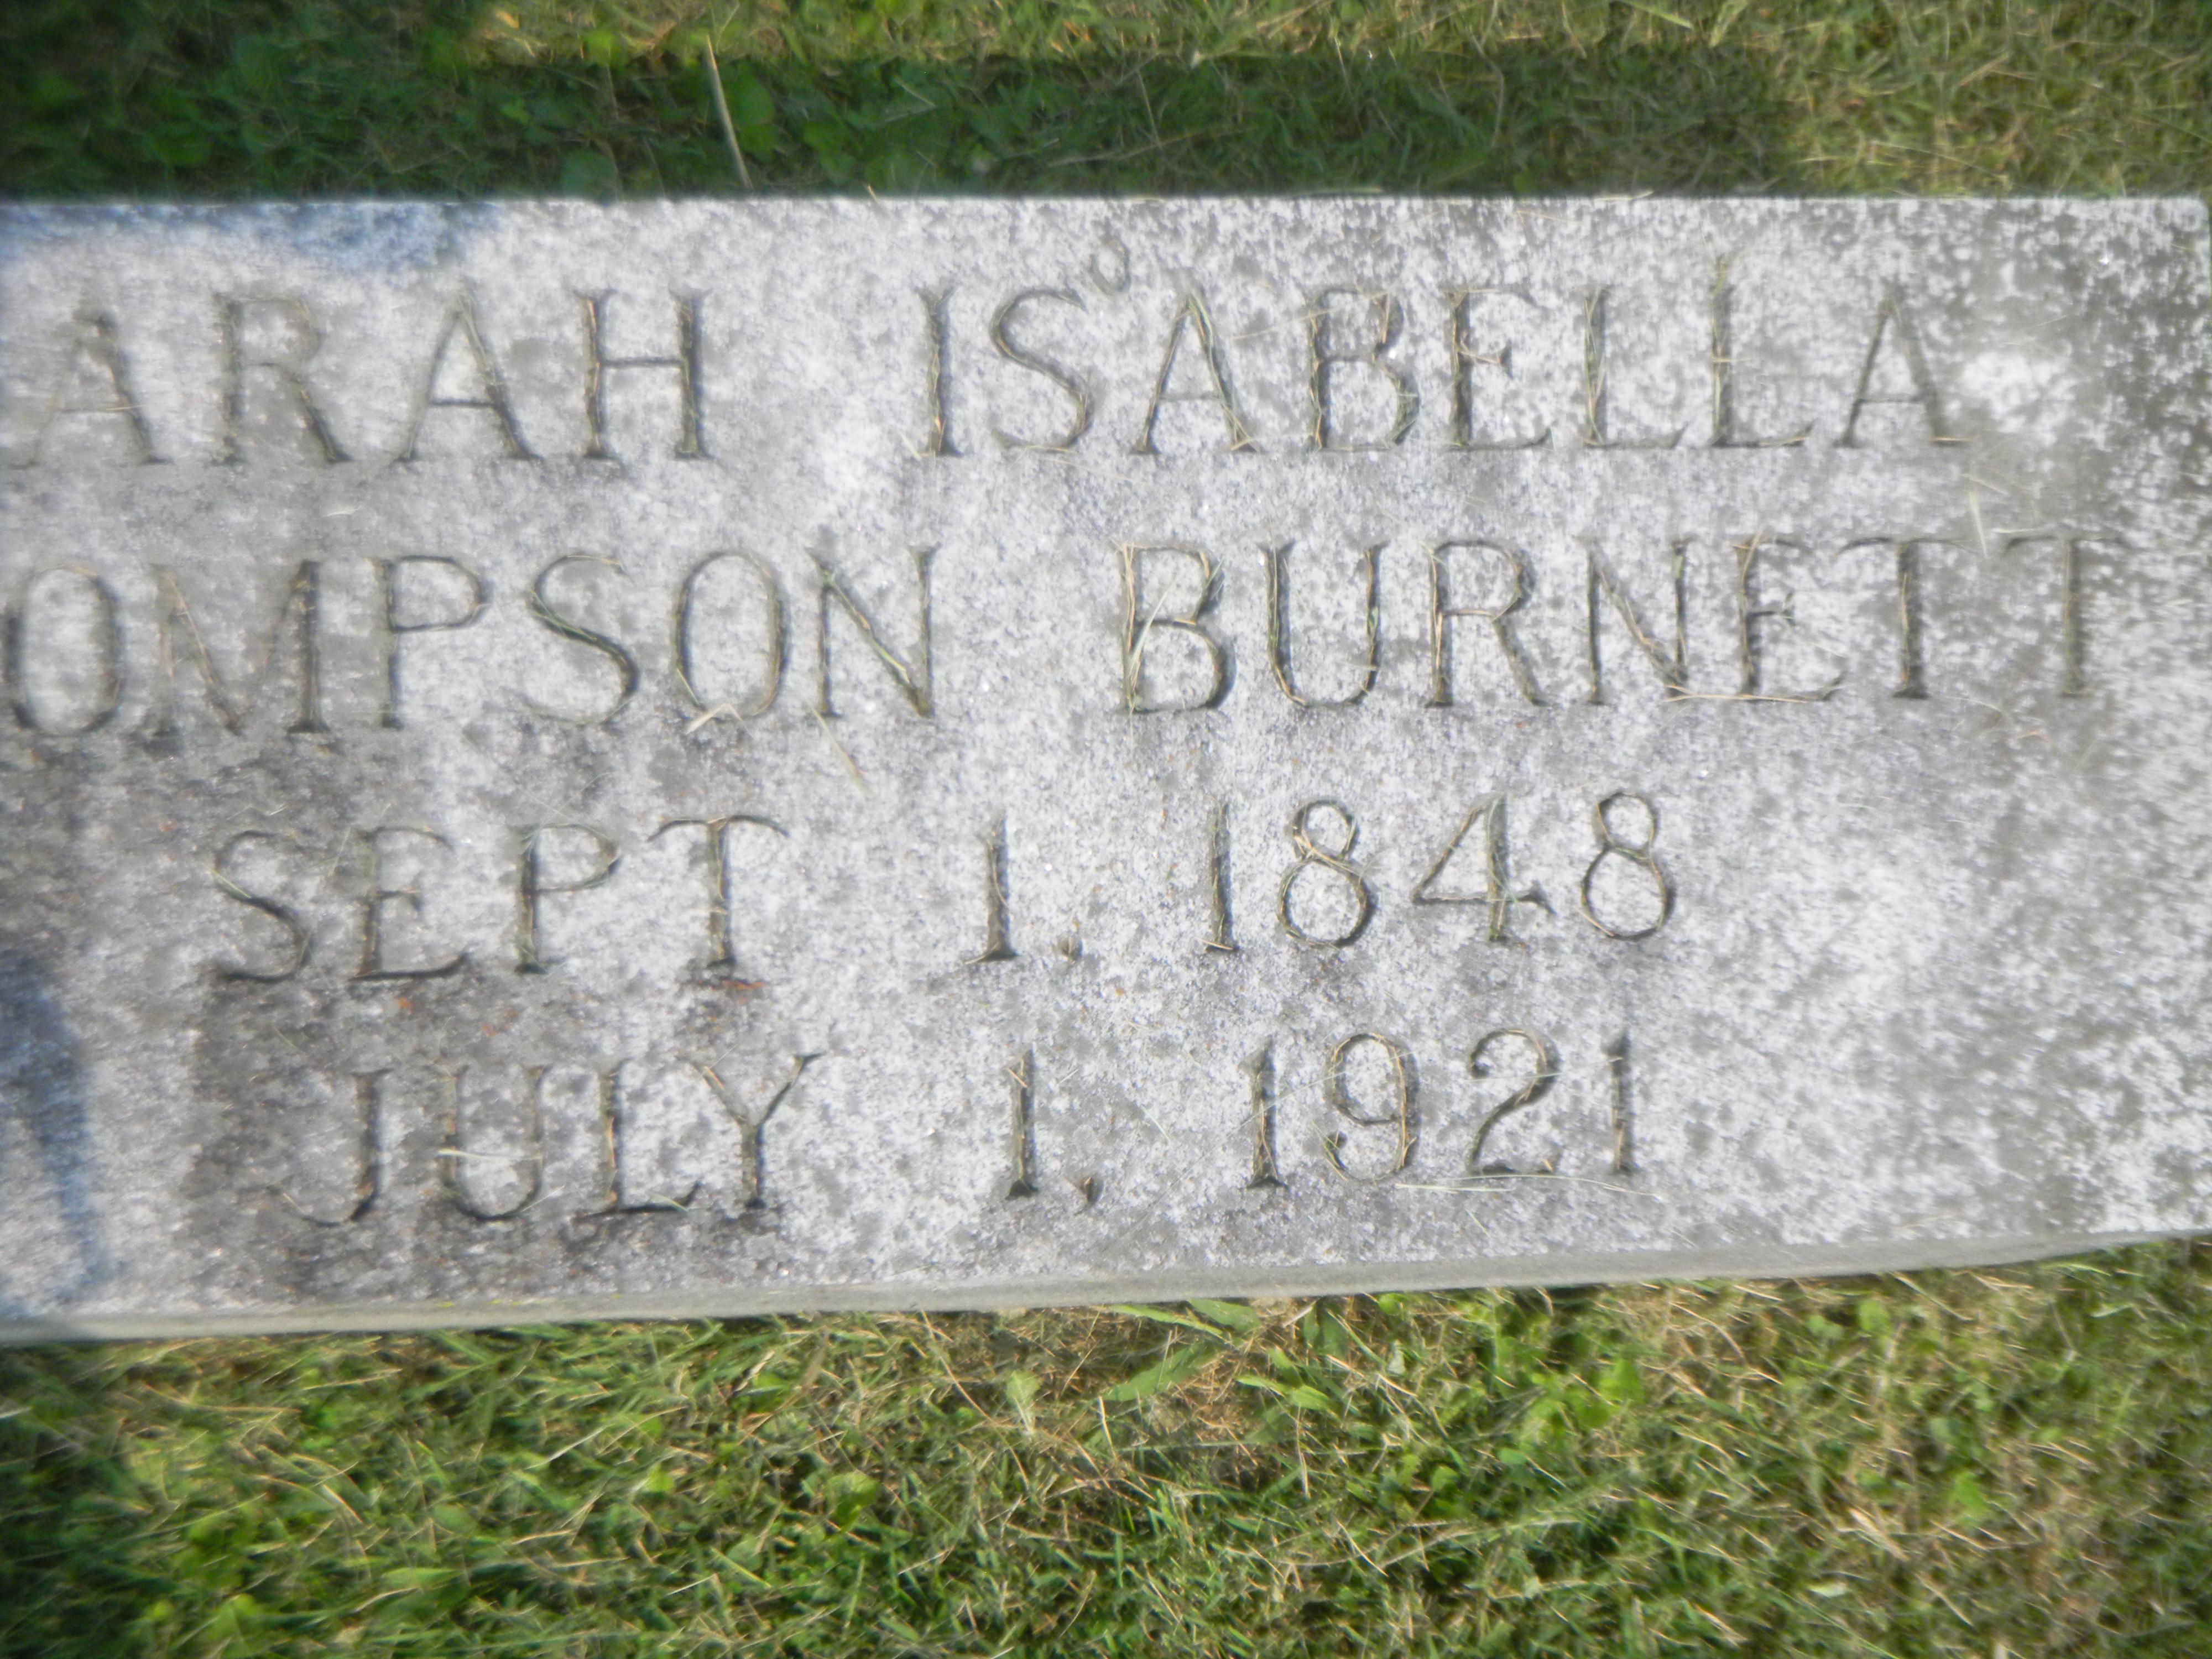 ARAH ISABELLA
OMPSON BURNETT
SEPT 1, 1848
JULY 1, 1921